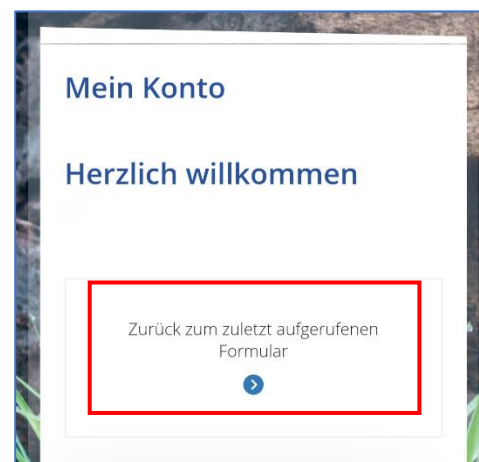 Mein Konto
Herzlich willkommen
Zurück zum zuletzt aufgerufenen
Formular